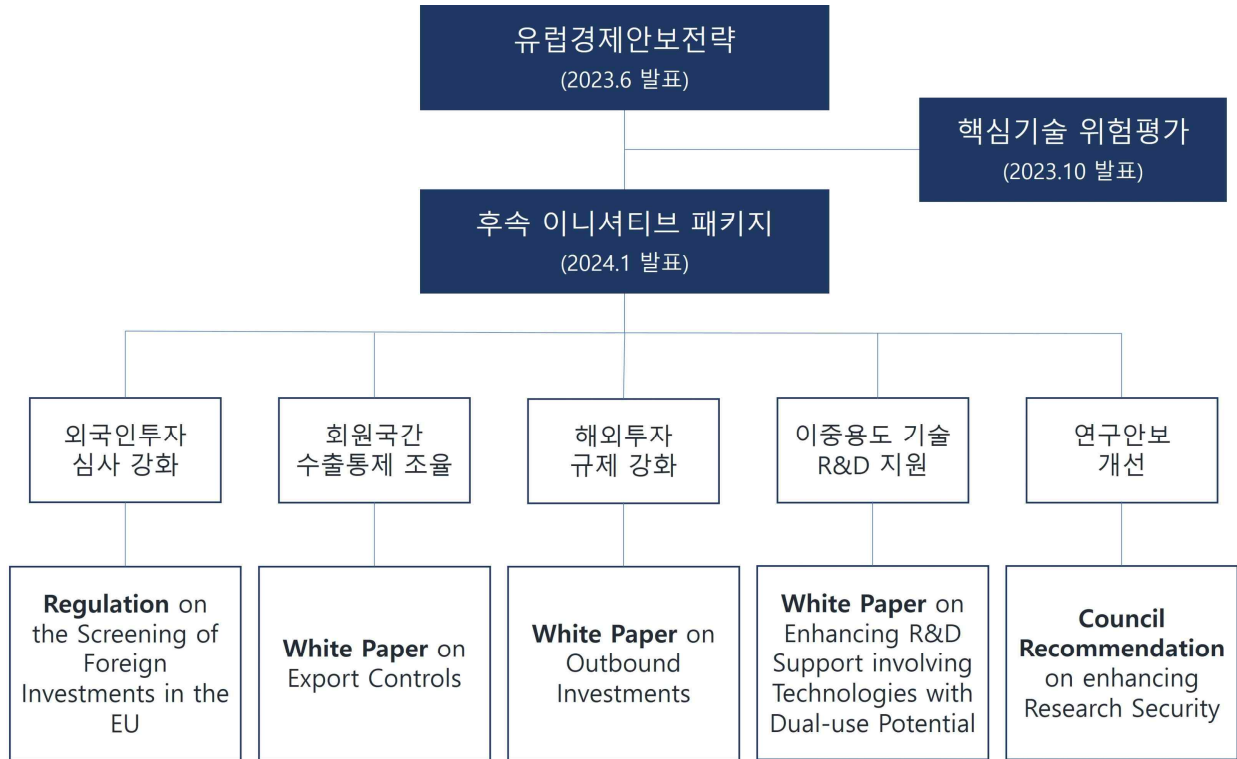 유럽경제안보전략
(2023.6 발표)
핵심기술 위험평가
(2023.10 발표)
후속 이니셔티브 패키지
(2024.1 발표)
외국인투자
심사 강화
회원국간
수출통제 조율
해외투자
규제 강화
이중용도 기술
R&D 지원
연구안보
개선
Regulation on
the Screening of
Foreign
Investments in the
EU
White Paper on
Export Controls
White Paper on
Outbound
Investments
White Paper on
Enhancing R&D
Support involving
Technologies with
Dual-use Potential
Council
Recommendation
on enhancing
Research Security